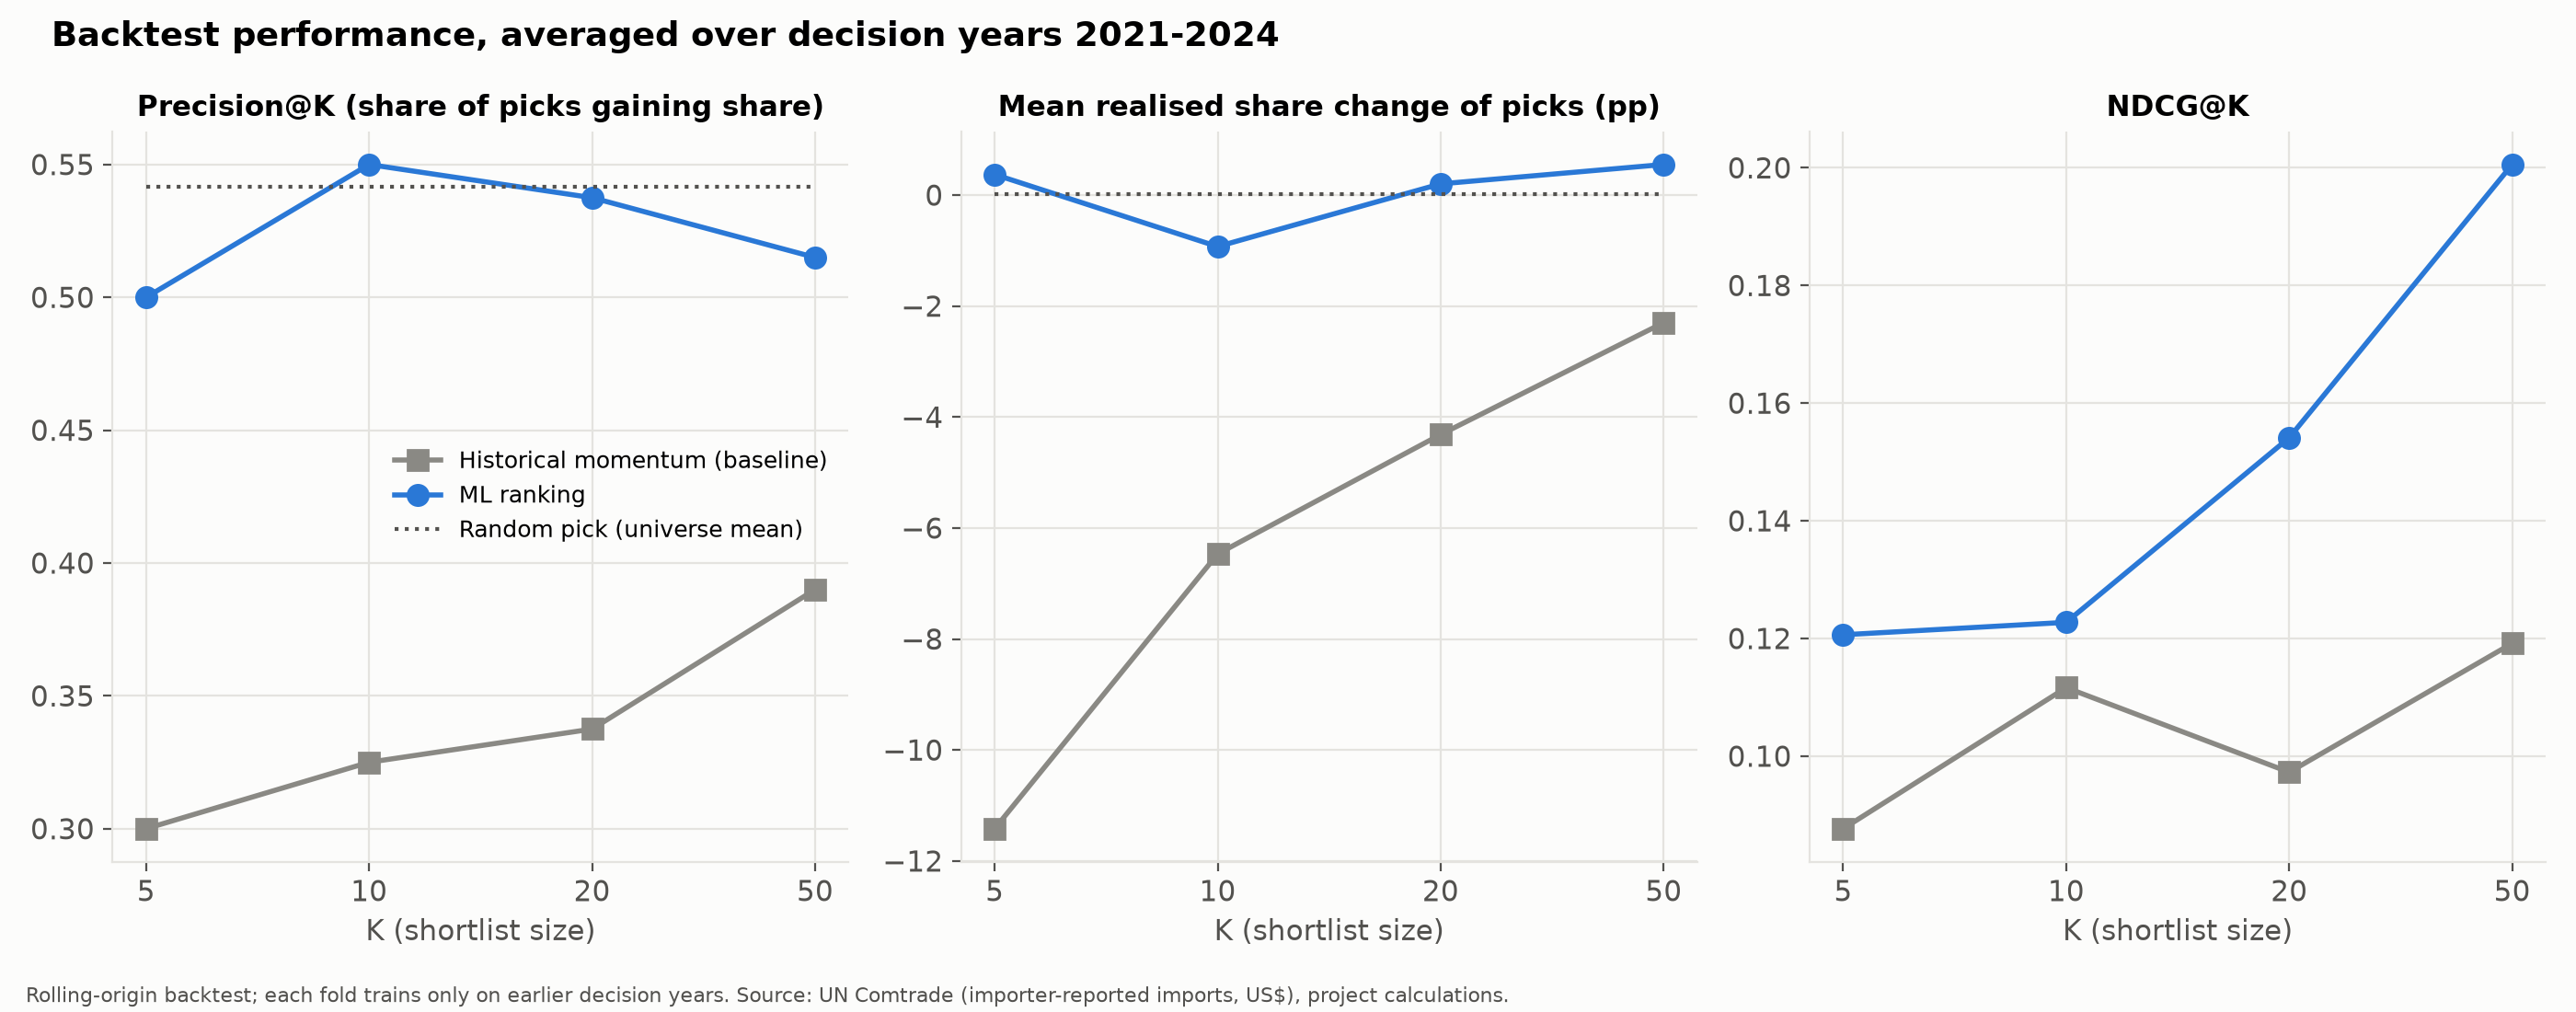 Backtest performance, averaged over decision years 2021-2024
Precision@K (share of picks gaining share)
0.55
0.50
0.45
0.40
0.35
0.30
Historical momentum (baseline)
ML ranking
Random pick (universe mean)
5 10 20 50
K (shortlist size)
Mean realised share change of picks (pp)
0
−2
−4
−6
−8
−10
−12
5 10 20 50
K (shortlist size)
NDCG@K
0.20
0.18
0.16
0.14
0.12
0.10
5 10 20 50
K (shortlist size)
Rolling-origin backtest; each fold trains only on earlier decision years. Source: UN Comtrade (importer-reported imports, US$), project calculations.